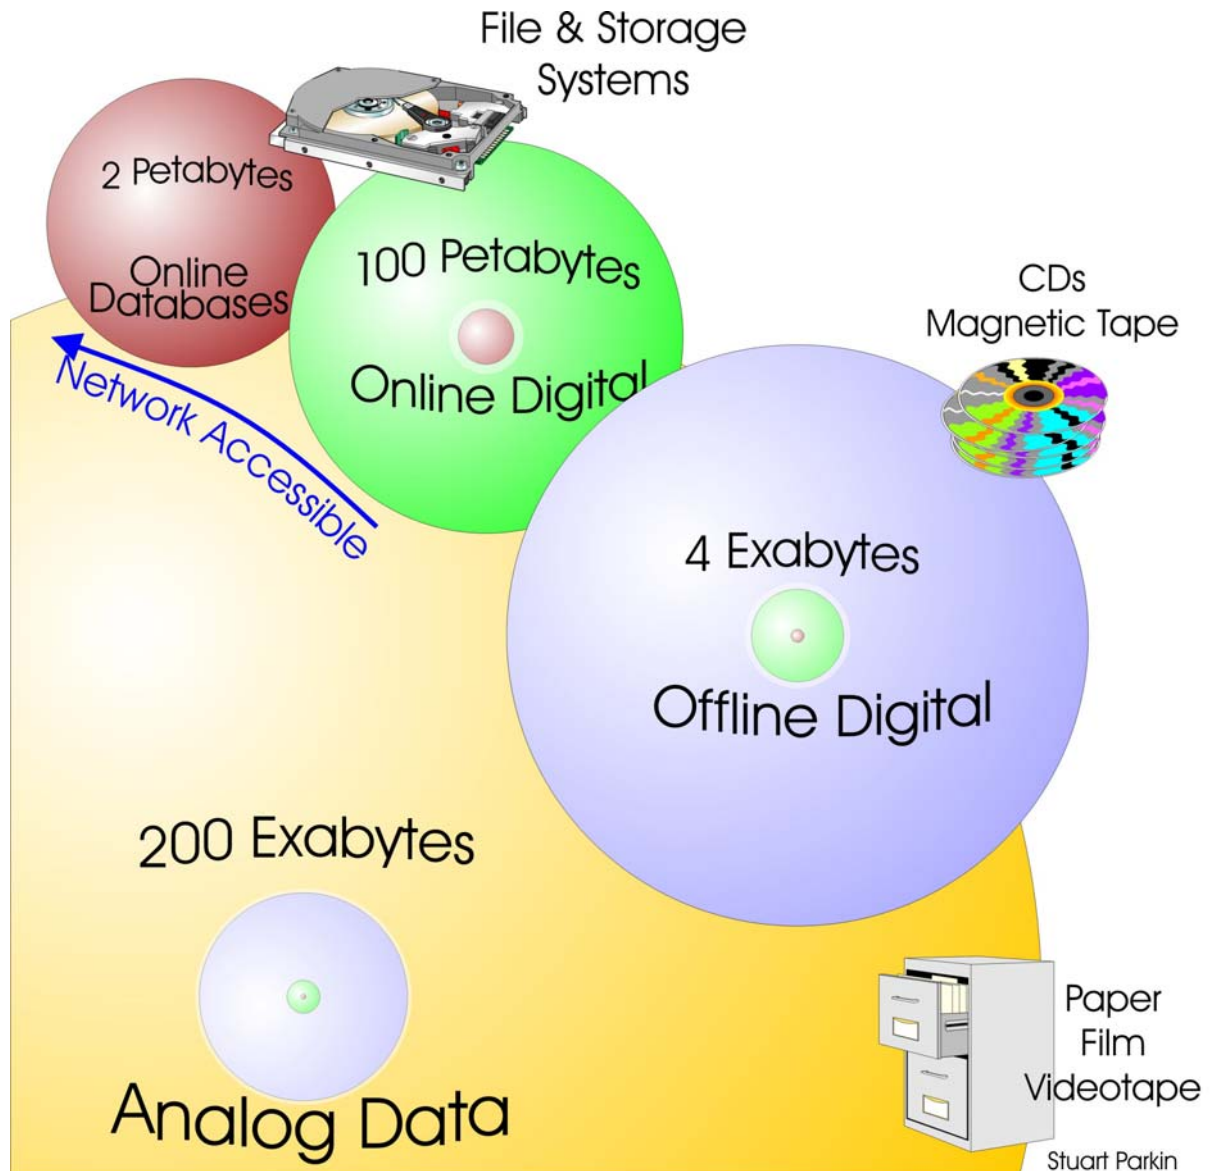 File & Storage
Systems
2 Petabytes
Online
Databases
100 Petabytes
Online Digital
Network Accessible
CDs
Magnetic Tape
4 Exabytes
Offline Digital
200 Exabytes
Analog Data
Paper
Film
Videotape
Stuart Parkin